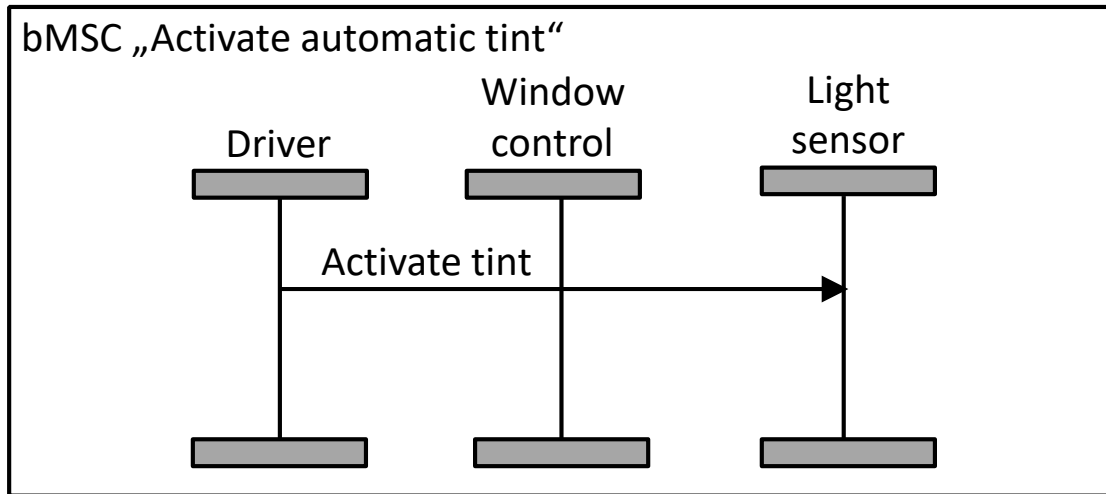 bMSC „Activate automatic tint“
Driver
Window
control
Light
sensor
Activate tint